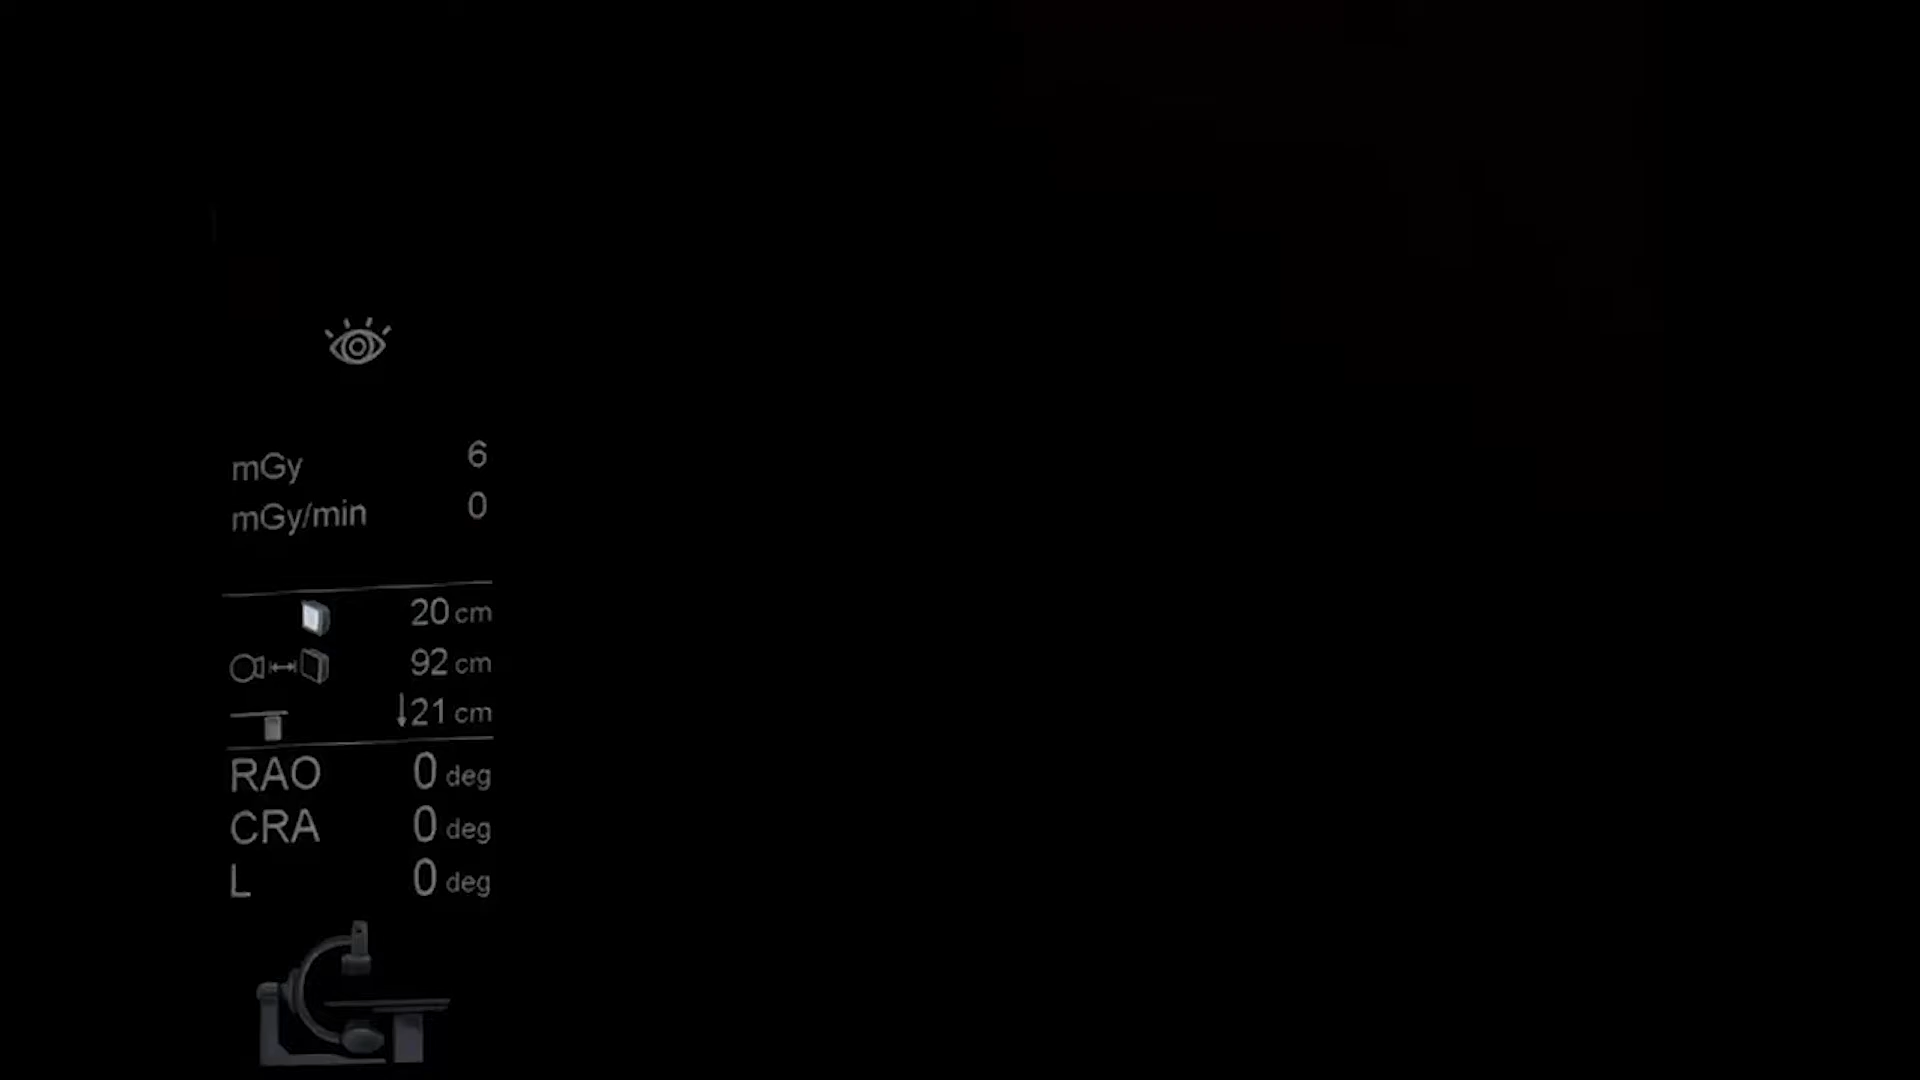 mGy 6
mGy/min 0
20 cm
92 cm
↓21 cm
RAO 0 deg
CRA 0 deg
L 0 deg